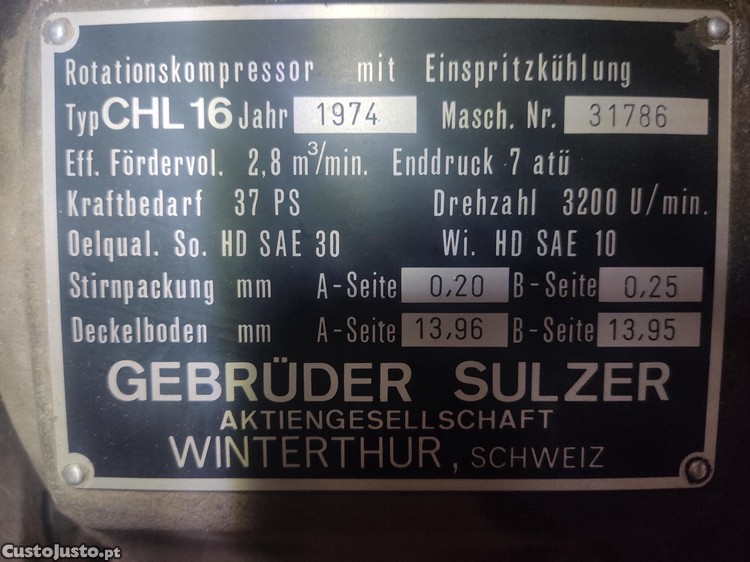 Rotationskompressor mit Einspritzkühlung
Typ CHL 16 Jahr 1974 Masch. Nr. 31786
Eff. Fördervol. 2,8 m³/min. Enddruck 7 atü
Kraftbedarf 37 PS Drehzahl 3200 U/min.
Oelqual. So. HD SAE 30 Wi. HD SAE 10
Stirnpackung mm A-Seite 0,20 B-Seite 0,25
Deckelboden mm A-Seite 13,96 B-Seite 13,95
GEBRÜDER SULZER
AKTIENGESELLSCHAFT
WINTERTHUR, SCHWEIZ
CustoJusto.pt